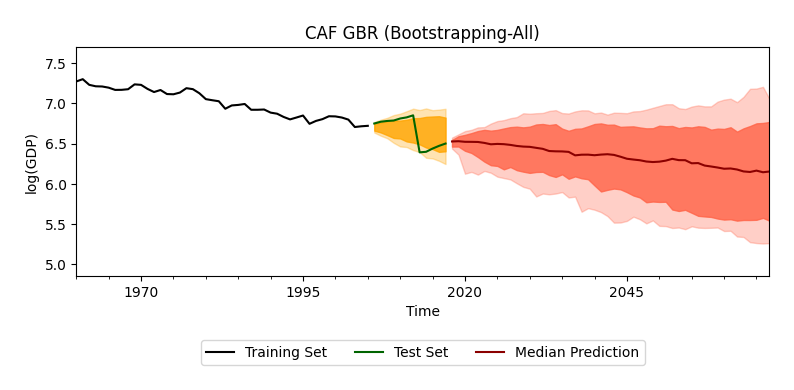 CAF GBR (Bootstrapping-All)
7.5
7.0
6.5
6.0
5.5
5.0
log(GDP)
1970 1995 2020 2045
Time
Training Set Test Set Median Prediction